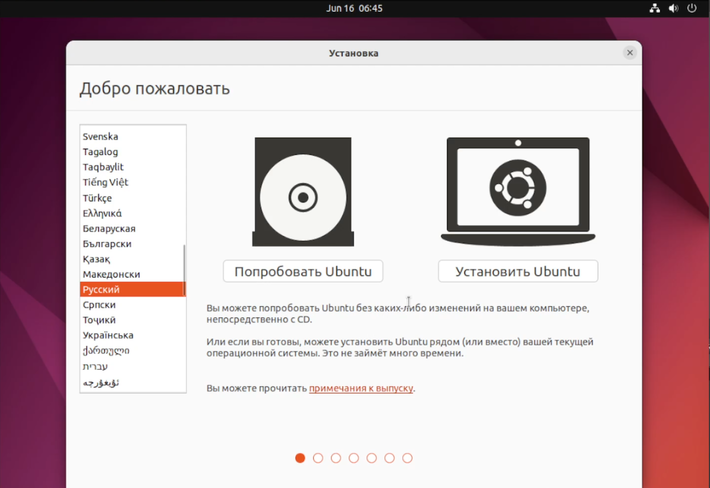 Jun 16 06:45
Установка
Добро пожаловать
Svenska
Tagalog
Taqbaylit
Tiếng Việt
Türkçe
Ελληνικά
Беларуская
Български
Қазақ
Македонски
Русский
Српски
Тоҷикӣ
Українська
ქართული
עברית
ئۇيغۇرچە
Попробовать Ubuntu
Установить Ubuntu
Вы можете попробовать Ubuntu без каких-либо изменений на вашем компьютере,
непосредственно с CD.
Или если вы готовы, можете установить Ubuntu рядом (или вместо) вашей текущей
операционной системы. Это не займёт много времени.
Вы можете прочитать примечания к выпуску.